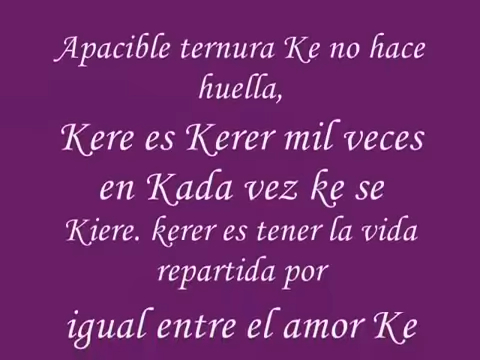 Apacible ternura Ke no hace
huella,
Kere es Kerer mil veces
en Kada vez ke se
Kiere. kerer es tener la vida
repartida por
igual entre el amor Ke